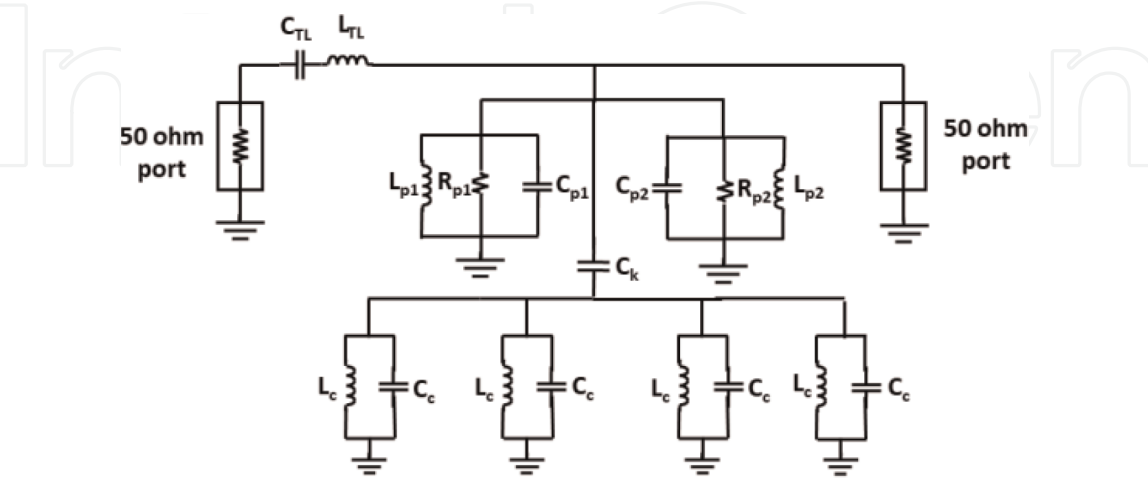 C_TL L_TL
50 ohm
port
50 ohm
port
L_p1 R_p1 C_p1 C_p2 R_p2 L_p2
C_k
L_c C_c L_c C_c L_c C_c L_c C_c